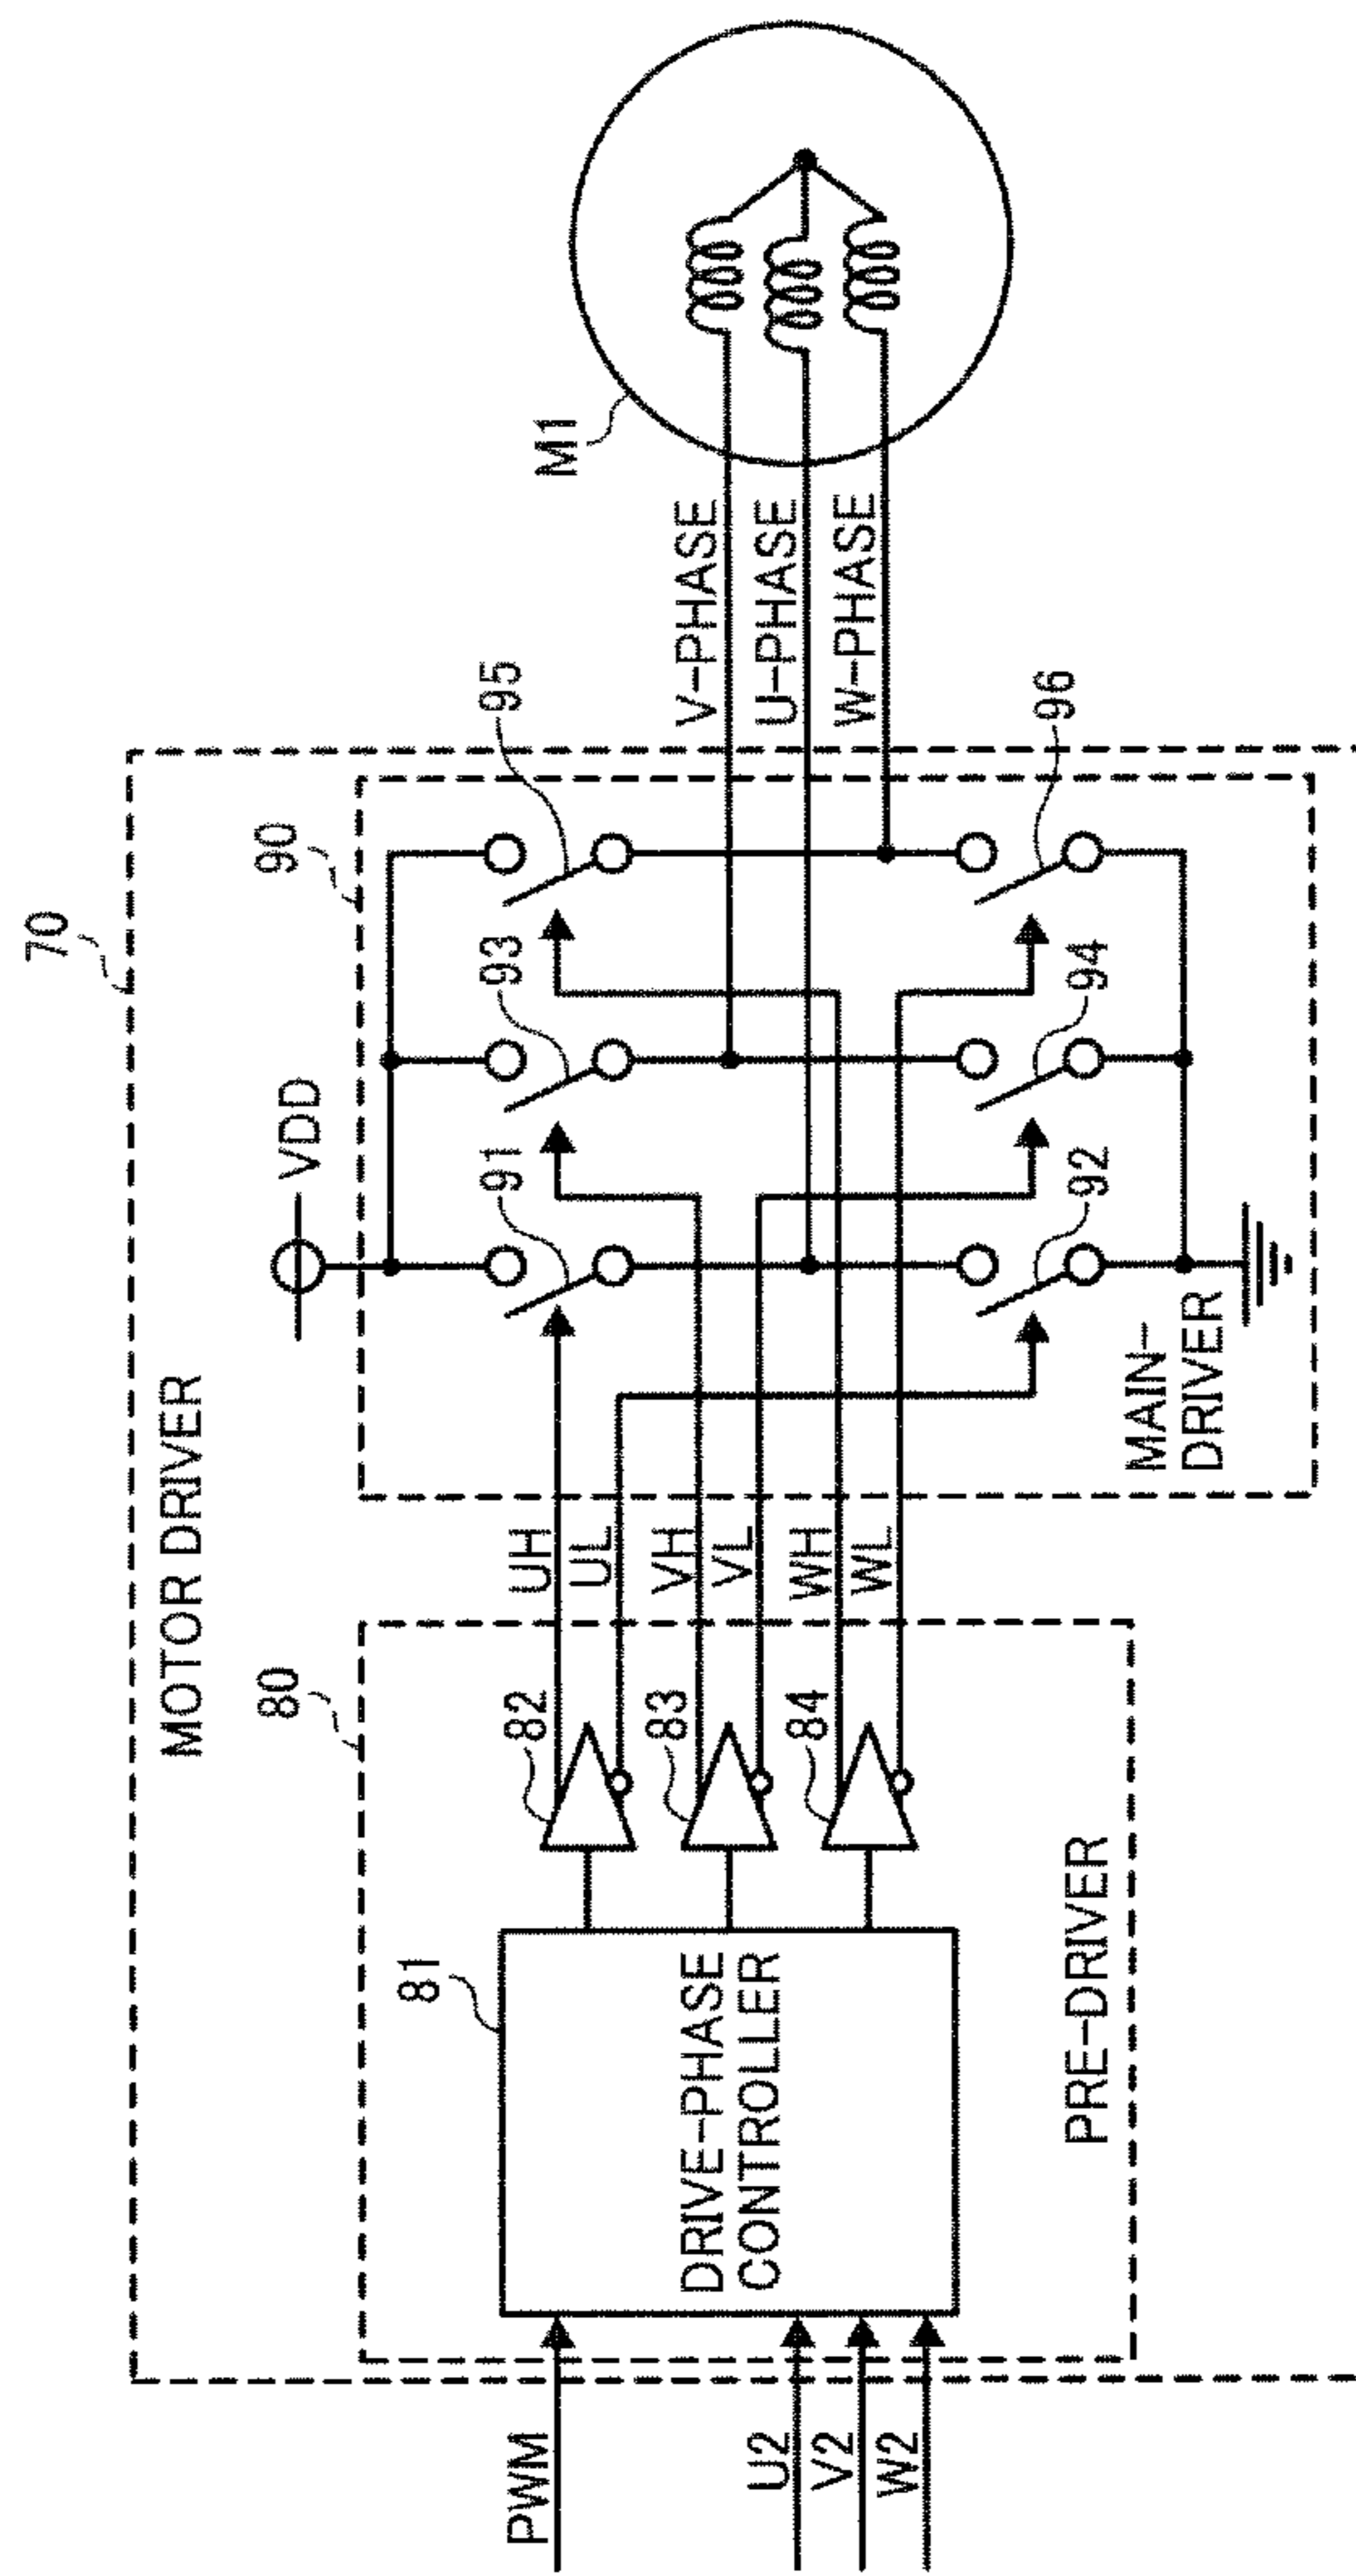 70
MOTOR DRIVER
80
90
VDD
81
82
83
84
UH
UL
VH
VL
WH
WL
91
93
95
92
94
96
PWM
U2
V2
W2
DRIVE-PHASE
CONTROLLER
PRE-DRIVER
MAIN-
DRIVER
V-PHASE
U-PHASE
W-PHASE
M1